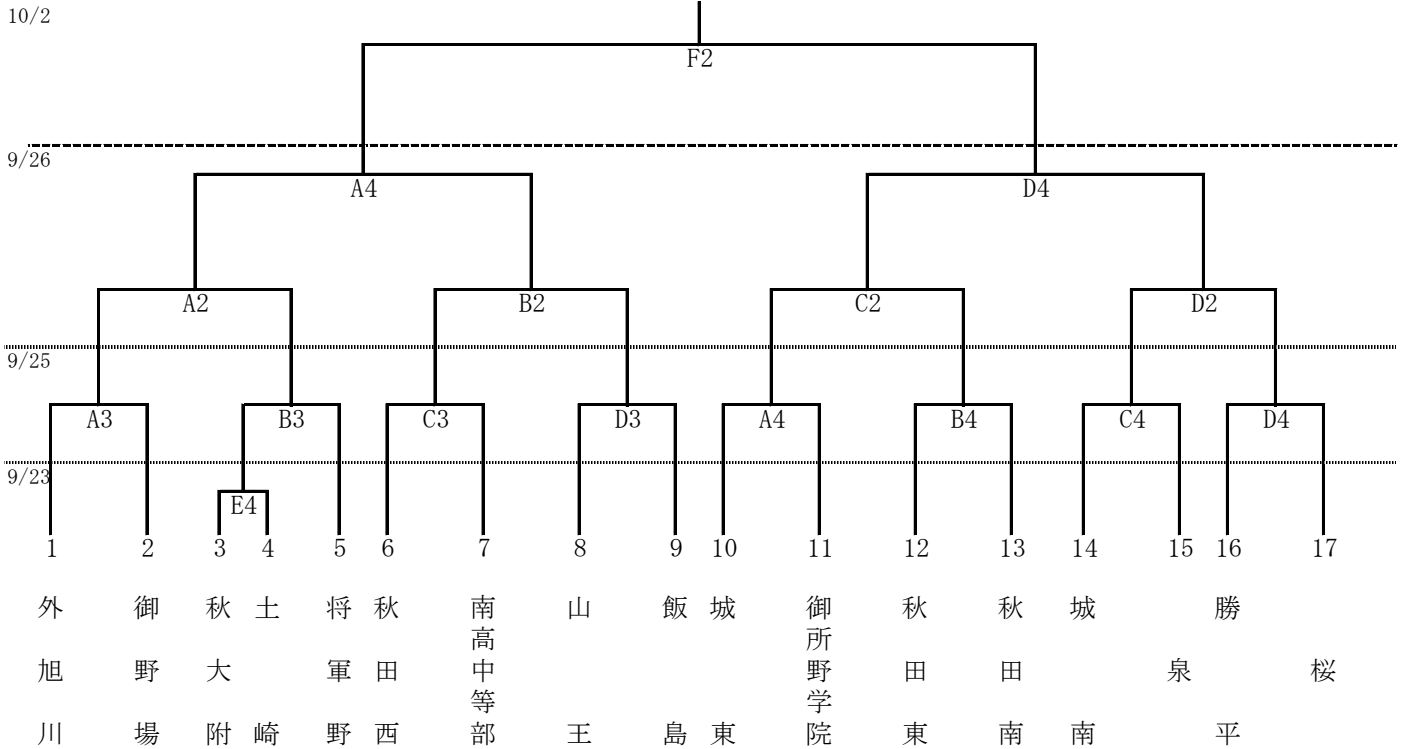 10/2
F2
9/26
A4
D4
A2
B2
C2
D2
9/25
A3
B3
C3
D3
A4
B4
C4
D4
9/23
E4
1
2
3
4
5
6
7
8
9
10
11
12
13
14
15
16
17
外旭川
御野場
秋大附
土崎
将軍野
秋田西
南高中等部
山王
飯島
城東
御所野学院
秋田東
秋田南
城南
泉
勝平
桜